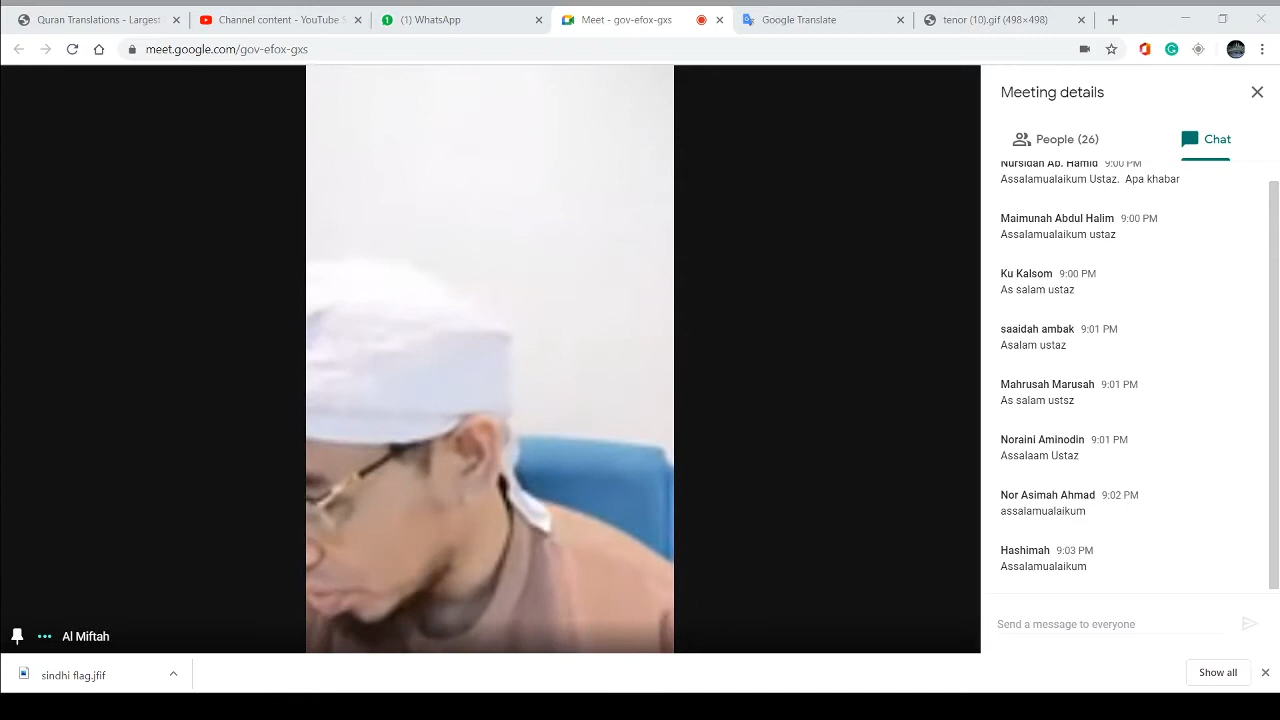 Quran Translations - Largest
Channel content - YouTube S
(1) WhatsApp
Meet - gov-efox-gxs
Google Translate
tenor (10).gif (498×498)
meet.google.com/gov-efox-gxs
Meeting details
People (26)
Chat
Nursidah Ab. Hamid 9:00 PM
Assalamualaikum Ustaz. Apa khabar
Maimunah Abdul Halim 9:00 PM
Assalamualaikum ustaz
Ku Kalsom 9:00 PM
As salam ustaz
saaidah ambak 9:01 PM
Asalam ustaz
Mahrusah Marusah 9:01 PM
As salam ustsz
Noraini Aminodin 9:01 PM
Assalaam Ustaz
Nor Asimah Ahmad 9:02 PM
assalamualaikum
Hashimah 9:03 PM
Assalamualaikum
Send a message to everyone
Al Miftah
sindhi flag.jfif
Show all